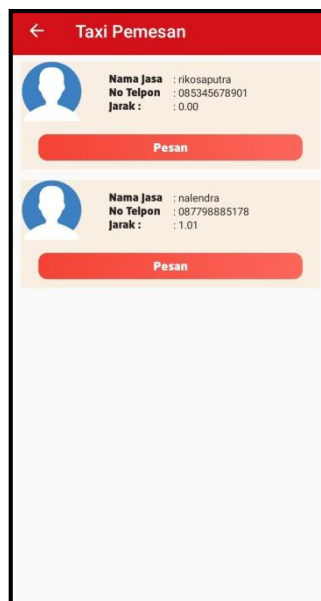 Taxi Pemesan
Nama Jasa : rikosaputra
No Telpon : 085345678901
Jarak : : 0.00
Pesan
Nama Jasa : nalendra
No Telpon : 087798885178
Jarak : : 1.01
Pesan